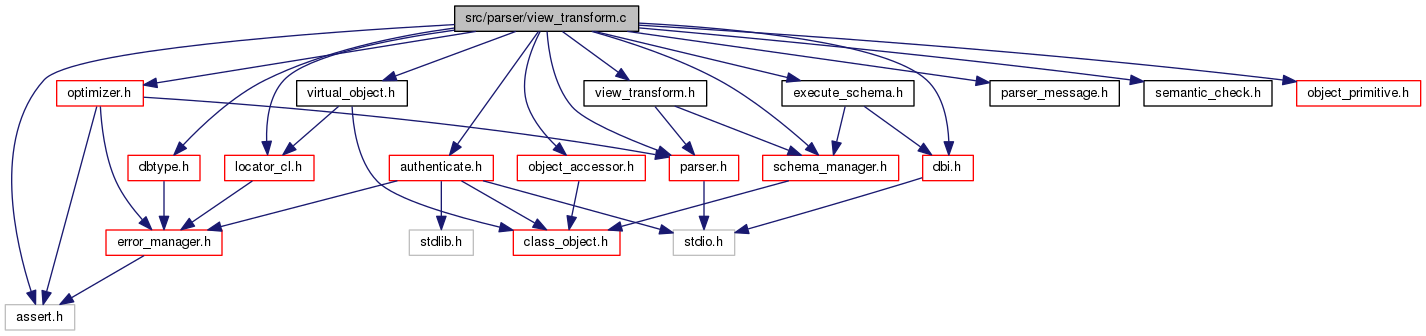 src/parser/view_transform.c
optimizer.h
virtual_object.h
view_transform.h
execute_schema.h
parser_message.h
semantic_check.h
object_primitive.h
dbtype.h
locator_cl.h
authenticate.h
object_accessor.h
parser.h
schema_manager.h
dbi.h
error_manager.h
stdlib.h
class_object.h
stdio.h
assert.h